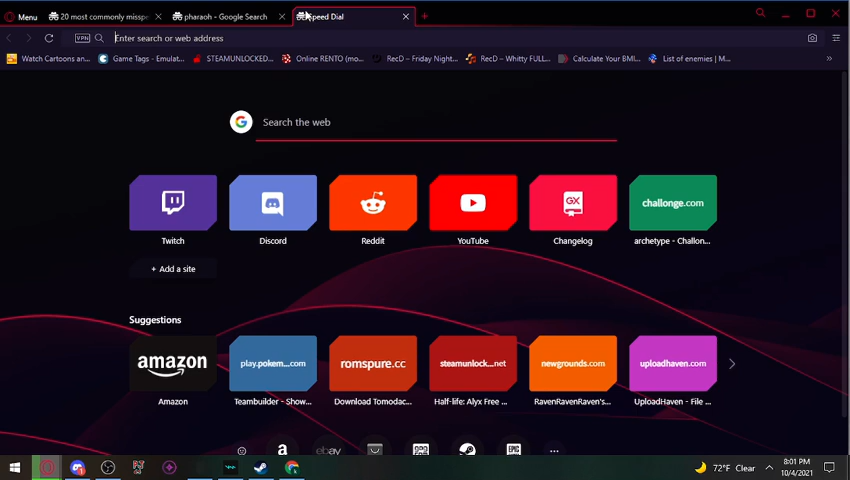 Menu
20 most commonly missp
pharaoh - Google Search
Speed Dial
VPN
Enter search or web address
Watch Cartoons an...
Game Tags - Emulat...
STEAMUNLOCKED...
Online RENTO (mo...
RecD – Friday Night...
RecD – Whitty FULL...
Calculate Your BMI...
List of enemies | M...
Search the web
GX
challonge.com
Twitch
Discord
Reddit
YouTube
Changelog
archetype - Challon...
+ Add a site
Suggestions
amazon
play.pokem...com
romspure.cc
steamunlock...net
newgrounds.com
uploadhaven.com
Amazon
Teambuilder - Show...
Download Tomodac...
Half-life: Alyx Free ...
RavenRavenRaven's...
UploadHaven - File ...
a
ebay
EPIC
72°F Clear
8:01 PM
10/4/2021